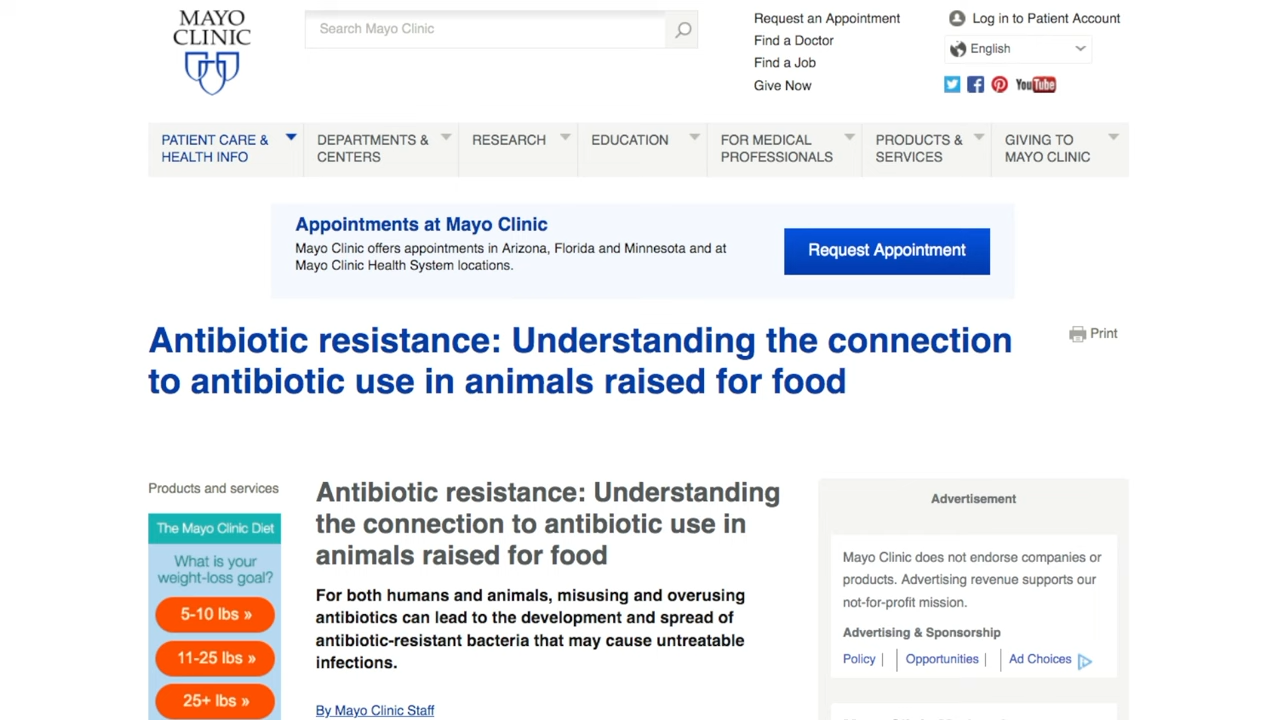 MAYO
CLINIC
Search Mayo Clinic
Request an Appointment
Find a Doctor
Find a Job
Give Now
Log in to Patient Account
English
You Tube
PATIENT CARE &
HEALTH INFO
DEPARTMENTS &
CENTERS
RESEARCH
EDUCATION
FOR MEDICAL
PROFESSIONALS
PRODUCTS &
SERVICES
GIVING TO
MAYO CLINIC
Appointments at Mayo Clinic
Mayo Clinic offers appointments in Arizona, Florida and Minnesota and at
Mayo Clinic Health System locations.
Request Appointment
Antibiotic resistance: Understanding the connection
to antibiotic use in animals raised for food
Print
Products and services
The Mayo Clinic Diet
What is your
weight-loss goal?
5-10 lbs »
11-25 lbs »
25+ lbs »
Antibiotic resistance: Understanding
the connection to antibiotic use in
animals raised for food
For both humans and animals, misusing and overusing
antibiotics can lead to the development and spread of
antibiotic-resistant bacteria that may cause untreatable
infections.
By Mayo Clinic Staff
Advertisement
Mayo Clinic does not endorse companies or
products. Advertising revenue supports our
not-for-profit mission.
Advertising & Sponsorship
Policy | Opportunities | Ad Choices